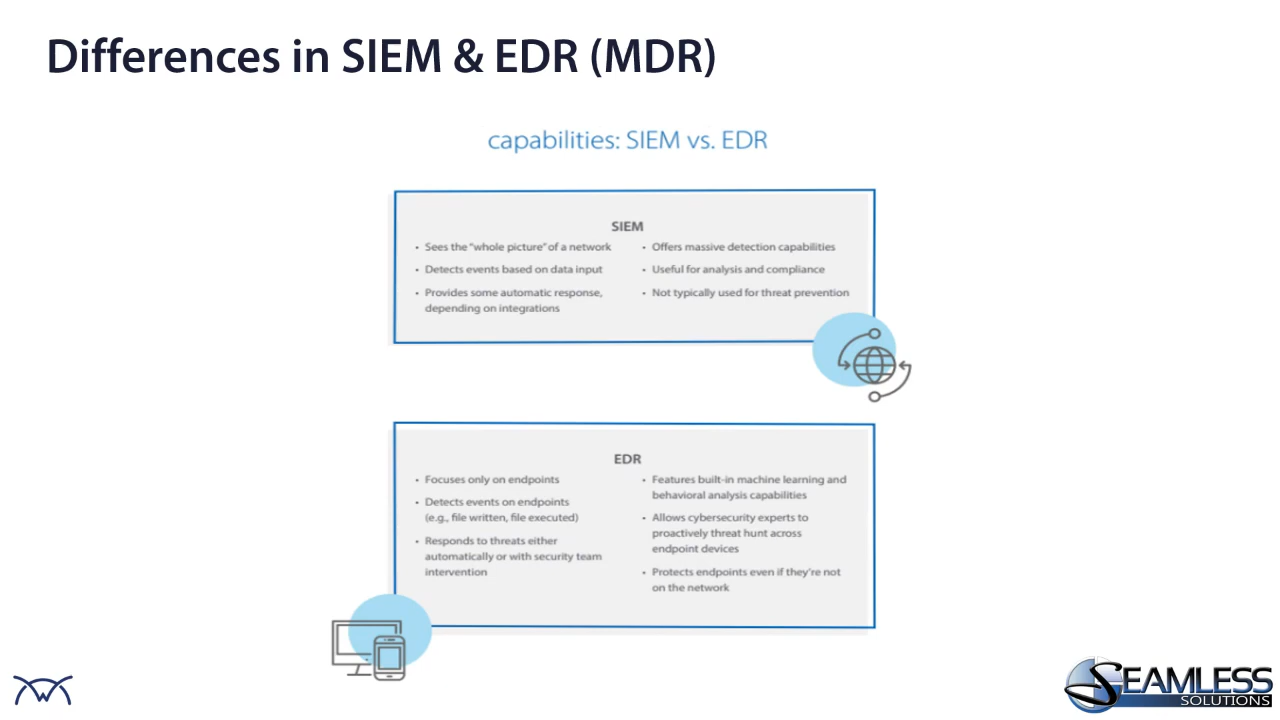 Differences in SIEM & EDR (MDR)
capabilities: SIEM vs. EDR
SIEM
• Sees the "whole picture" of a network
• Detects events based on data input
• Provides some automatic response,
depending on integrations
• Offers massive detection capabilities
• Useful for analysis and compliance
• Not typically used for threat prevention
EDR
• Focuses only on endpoints
• Detects events on endpoints
(e.g., file written, file executed)
• Responds to threats either
automatically or with security team
intervention
• Features built-in machine learning and
behavioral analysis capabilities
• Allows cybersecurity experts to
proactively threat hunt across
endpoint devices
• Protects endpoints even if they're not
on the network
SEAMLESS
SOLUTIONS